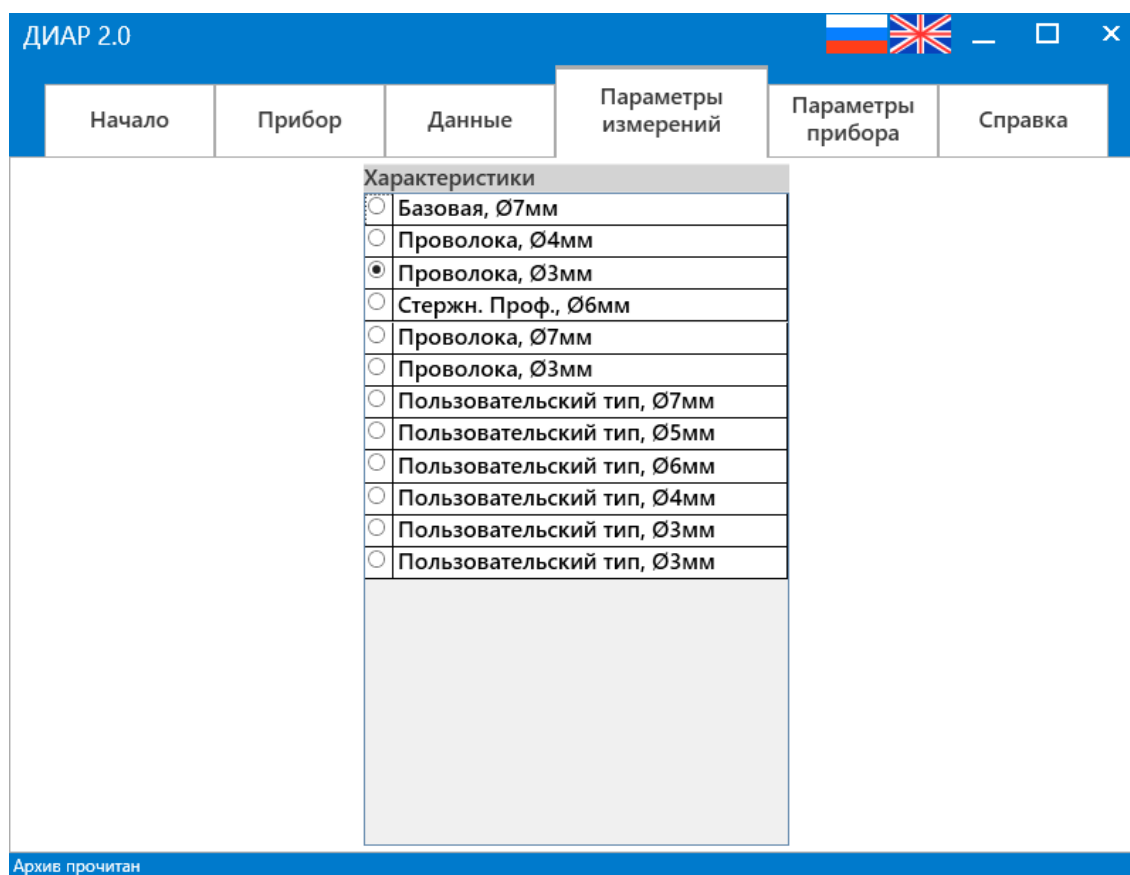 ДИАР 2.0
Начало
Прибор
Данные
Параметры
измерений
Параметры
прибора
Справка
Характеристики
Базовая, Ø7мм
Проволока, Ø4мм
Проволока, Ø3мм
Стержн. Проф., Ø6мм
Проволока, Ø7мм
Проволока, Ø3мм
Пользовательский тип, Ø7мм
Пользовательский тип, Ø5мм
Пользовательский тип, Ø6мм
Пользовательский тип, Ø4мм
Пользовательский тип, Ø3мм
Пользовательский тип, Ø3мм
Архив прочитан